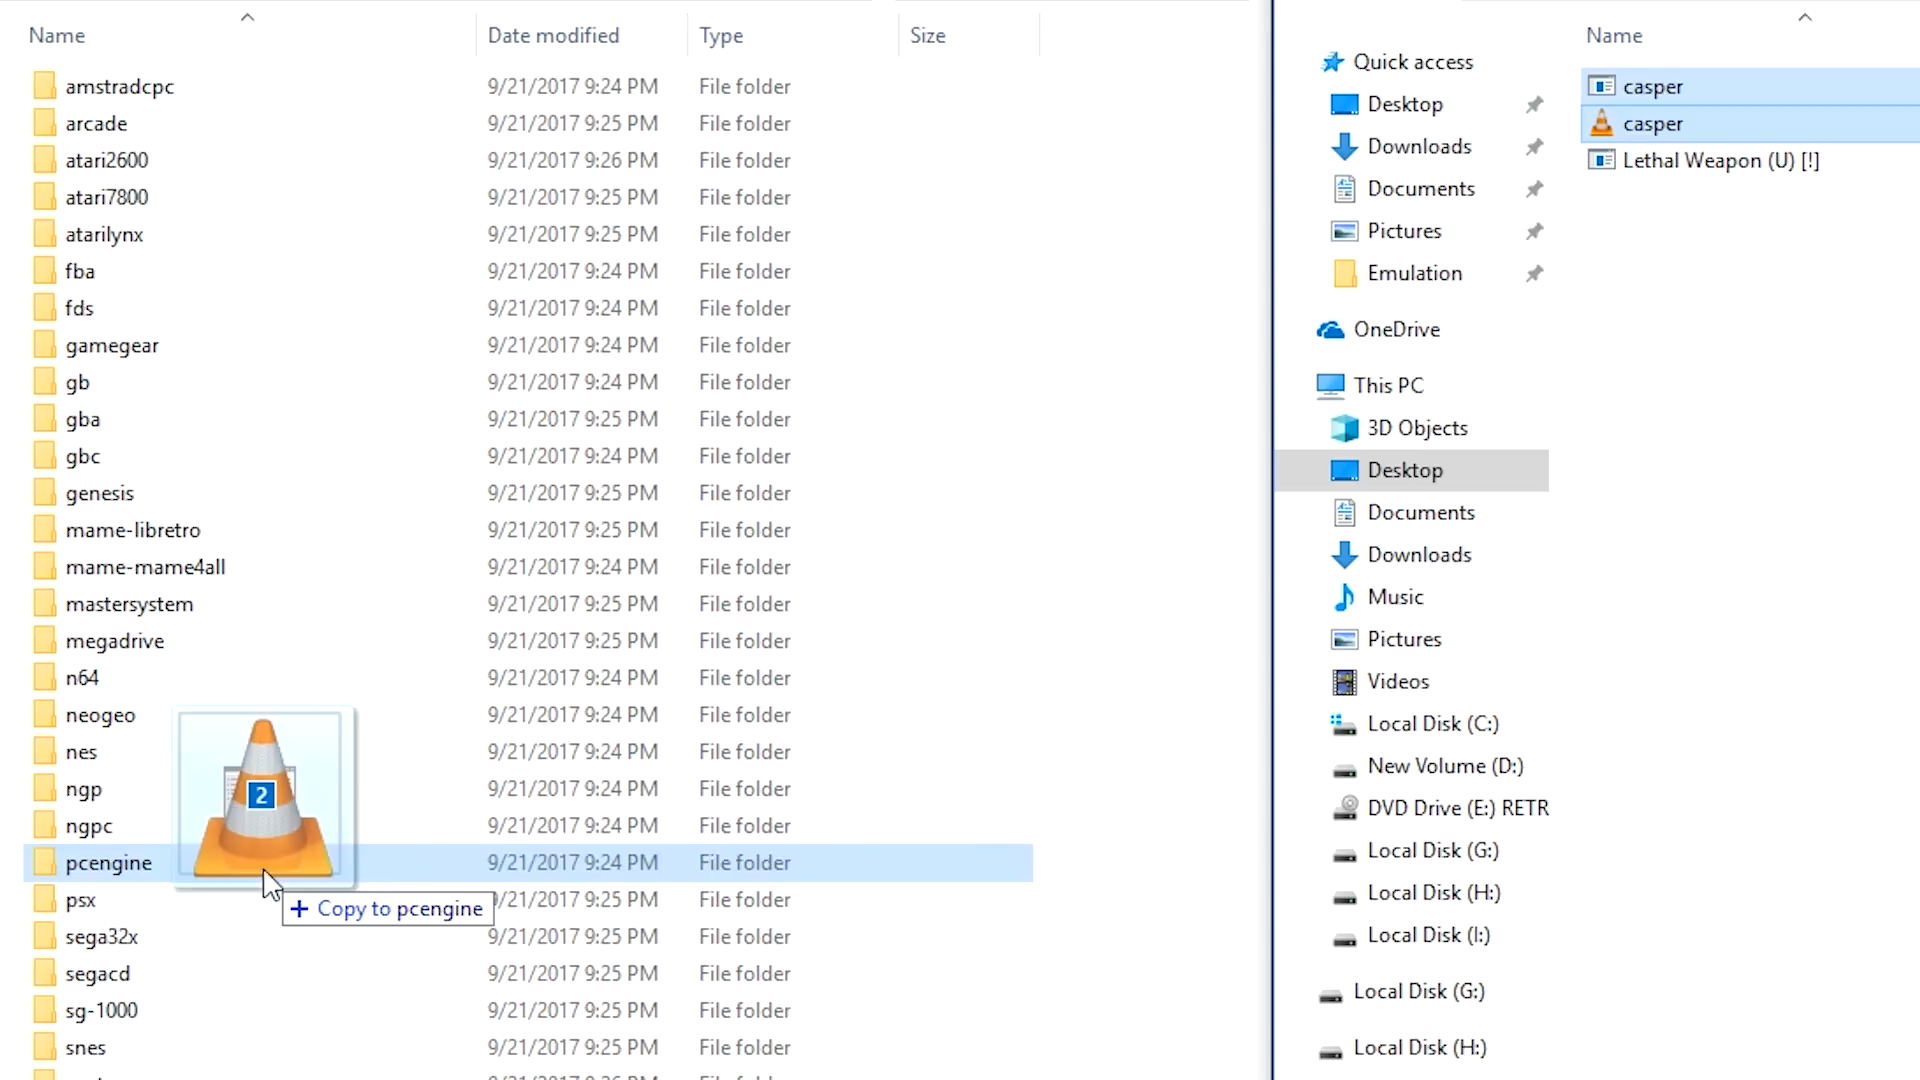 Name Date modified Type Size
amstradcpc 9/21/2017 9:24 PM File folder
arcade 9/21/2017 9:25 PM File folder
atari2600 9/21/2017 9:26 PM File folder
atari7800 9/21/2017 9:25 PM File folder
atarilynx 9/21/2017 9:25 PM File folder
fba 9/21/2017 9:24 PM File folder
fds 9/21/2017 9:24 PM File folder
gamegear 9/21/2017 9:24 PM File folder
gb 9/21/2017 9:24 PM File folder
gba 9/21/2017 9:25 PM File folder
gbc 9/21/2017 9:24 PM File folder
genesis 9/21/2017 9:25 PM File folder
mame-libretro 9/21/2017 9:25 PM File folder
mame-mame4all 9/21/2017 9:24 PM File folder
mastersystem 9/21/2017 9:25 PM File folder
megadrive 9/21/2017 9:25 PM File folder
n64 9/21/2017 9:24 PM File folder
neogeo 9/21/2017 9:24 PM File folder
nes 9/21/2017 9:24 PM File folder
ngp 9/21/2017 9:24 PM File folder
2
ngpc 9/21/2017 9:24 PM File folder
pcengine 9/21/2017 9:24 PM File folder
psx /21/2017 9:25 PM File folder
+ Copy to pcengine
sega32x 9/21/2017 9:25 PM File folder
segacd 9/21/2017 9:25 PM File folder
sg-1000 9/21/2017 9:25 PM File folder
snes 9/21/2017 9:25 PM File folder
Quick access
Desktop
Downloads
Documents
Pictures
Emulation
OneDrive
This PC
3D Objects
Desktop
Documents
Downloads
Music
Pictures
Videos
Local Disk (C:)
New Volume (D:)
DVD Drive (E:) RETR
Local Disk (G:)
Local Disk (H:)
Local Disk (I:)
Local Disk (G:)
Local Disk (H:)
Name
casper
casper
Lethal Weapon (U) [!]